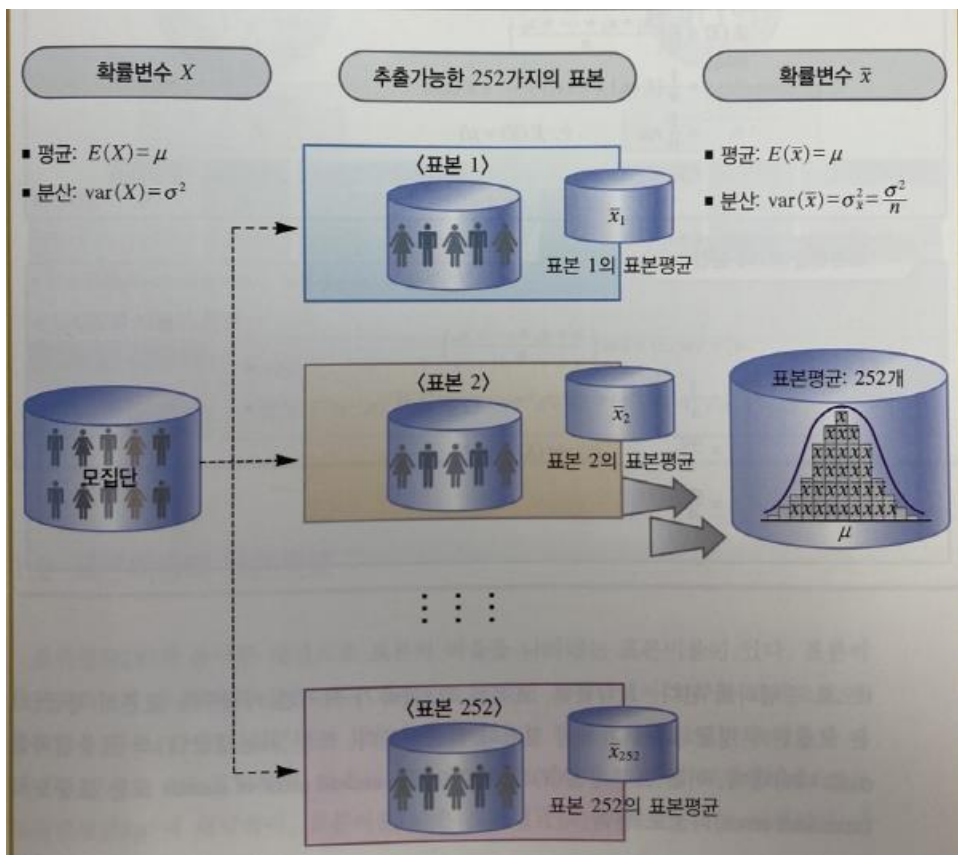 확률변수 X
추출가능한 252가지의 표본
확률변수 x̄
▪ 평균: E(X)=μ
▪ 분산: var(X)=σ²
〈표본 1〉
x̄₁
표본 1의 표본평균
▪ 평균: E(x̄)=μ
▪ 분산: var(x̄)=σ²ₓ̄=σ²/n
모집단
〈표본 2〉
x̄₂
표본 2의 표본평균
표본평균: 252개
x̄
x̄x̄x̄
x̄x̄x̄x̄x̄
x̄x̄x̄x̄x̄
x̄x̄x̄x̄x̄x̄x̄
x̄x̄x̄x̄x̄x̄x̄x̄x̄
μ
〈표본 252〉
x̄₂₅₂
표본 252의 표본평균